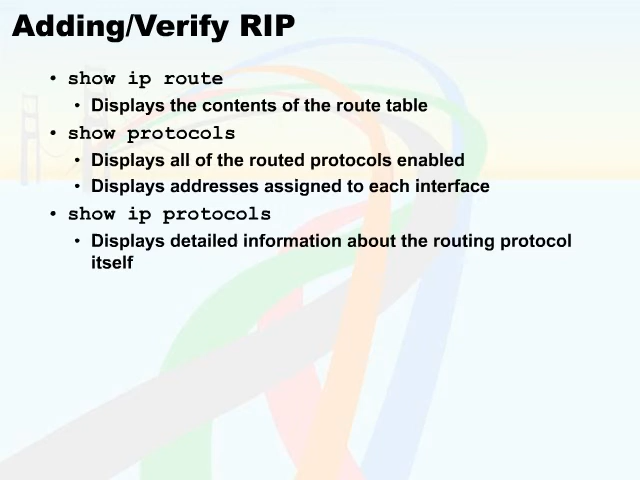 Adding/Verify RIP
• show ip route
• Displays the contents of the route table
• show protocols
• Displays all of the routed protocols enabled
• Displays addresses assigned to each interface
• show ip protocols
• Displays detailed information about the routing protocol
itself